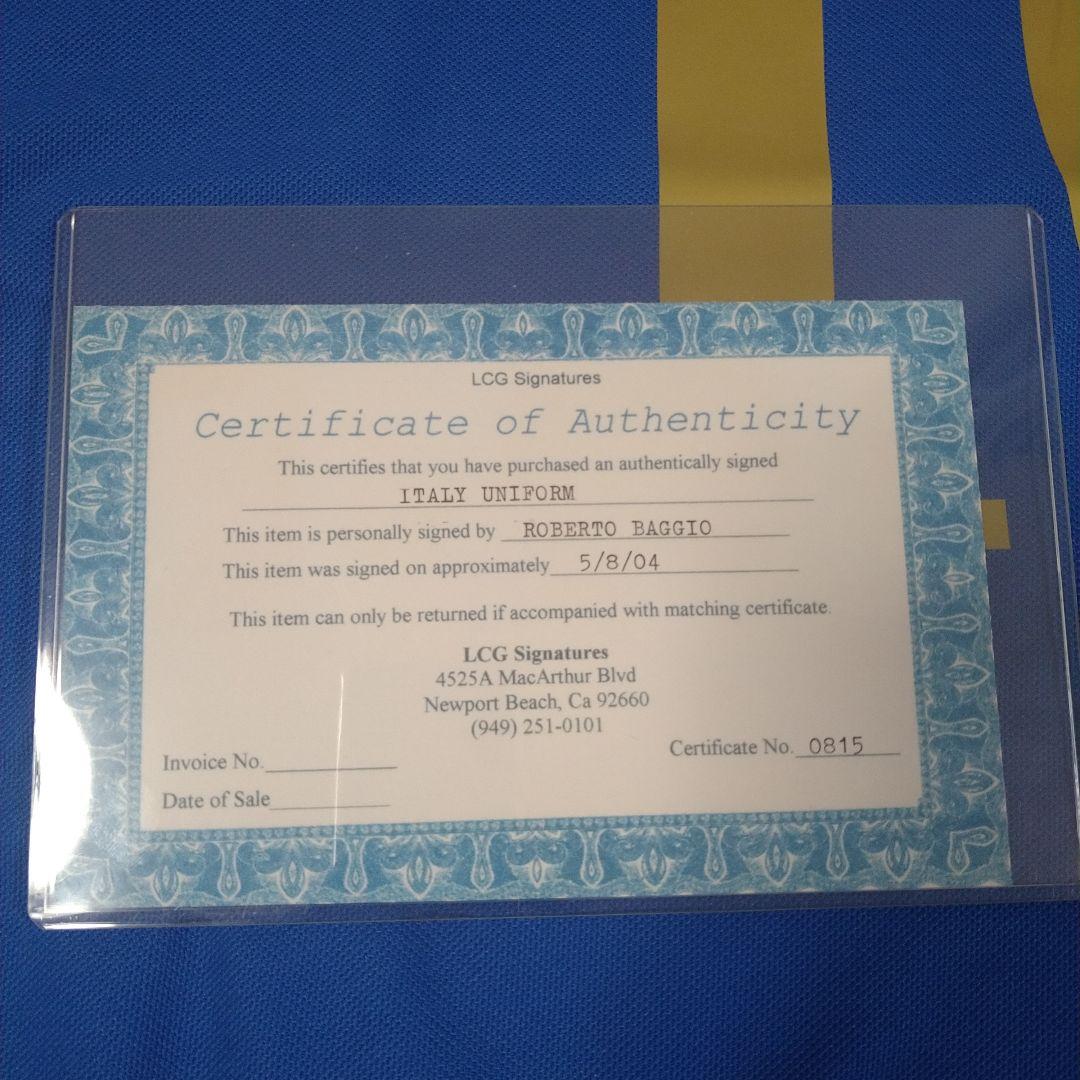 LCG Signatures
Certificate of Authenticity
This certifies that you have purchased an authentically signed
ITALY UNIFORM
This item is personally signed by ROBERTO BAGGIO
This item was signed on approximately 5/8/04
This item can only be returned if accompanied with matching certificate.
LCG Signatures
4525A MacArthur Blvd
Newport Beach, Ca 92660
(949) 251-0101
Certificate No. 0815
Invoice No.
Date of Sale